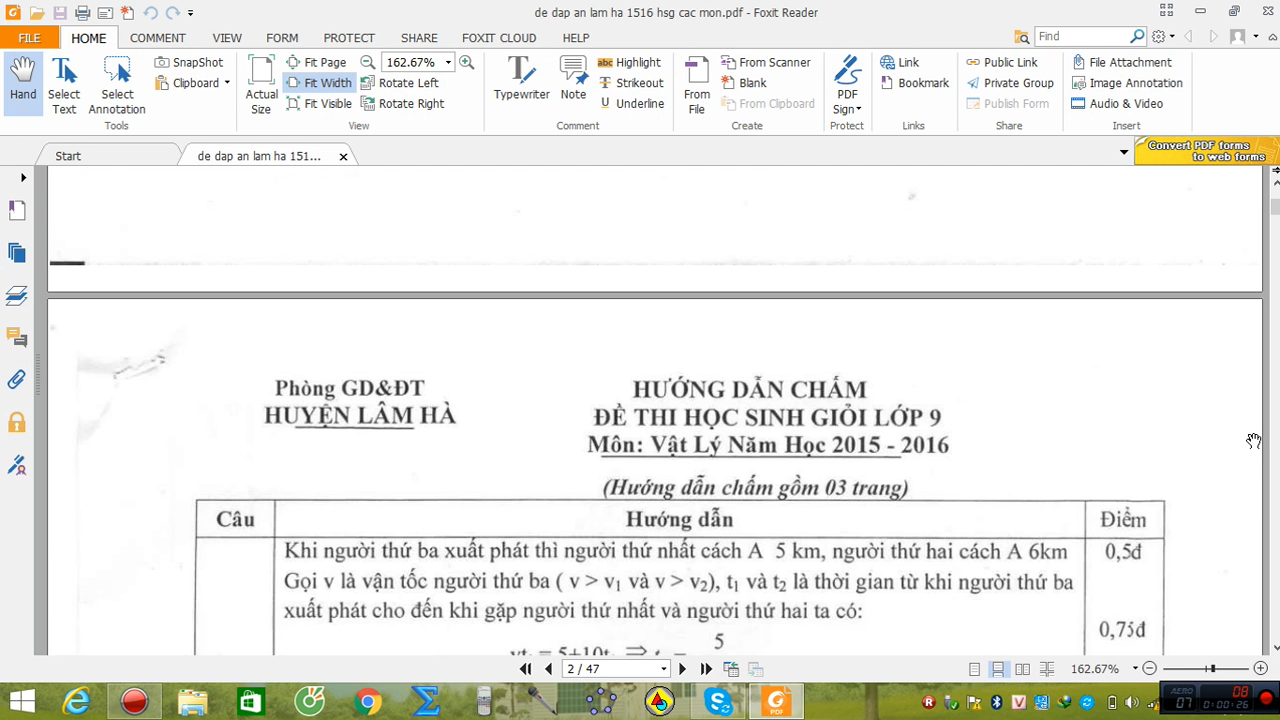 de dap an lam ha 1516 hsg cac mon.pdf - Foxit Reader
FILE HOME COMMENT VIEW FORM PROTECT SHARE FOXIT CLOUD HELP Find
Hand
Select Text
Select Annotation
SnapShot
Clipboard
Tools
Actual Size
Fit Page
Fit Width
Fit Visible
162.67%
Rotate Left
Rotate Right
View
Typewriter
Note
Highlight
Strikeout
Underline
Comment
From File
From Scanner
Blank
From Clipboard
Create
PDF Sign
Protect
Link
Bookmark
Links
Public Link
Private Group
Publish Form
Share
File Attachment
Image Annotation
Audio & Video
Insert
Start
de dap an lam ha 151...
Convert PDF forms
to web forms
Phòng GD&ĐT
HUYỆN LÂM HÀ
HƯỚNG DẪN CHẤM
ĐỀ THI HỌC SINH GIỎI LỚP 9
Môn: Vật Lý Năm Học 2015 - 2016
(Hướng dẫn chấm gồm 03 trang)
Câu Hướng dẫn Điểm
Khi người thứ ba xuất phát thì người thứ nhất cách A 5 km, người thứ hai cách A 6km 0,5đ
Gọi v là vận tốc người thứ ba ( v > v₁ và v > v₂), t₁ và t₂ là thời gian từ khi người thứ ba
xuất phát cho đến khi gặp người thứ nhất và người thứ hai ta có:
0,75đ
5
2 / 47
162.67%
AERO
07
08
0:00:26